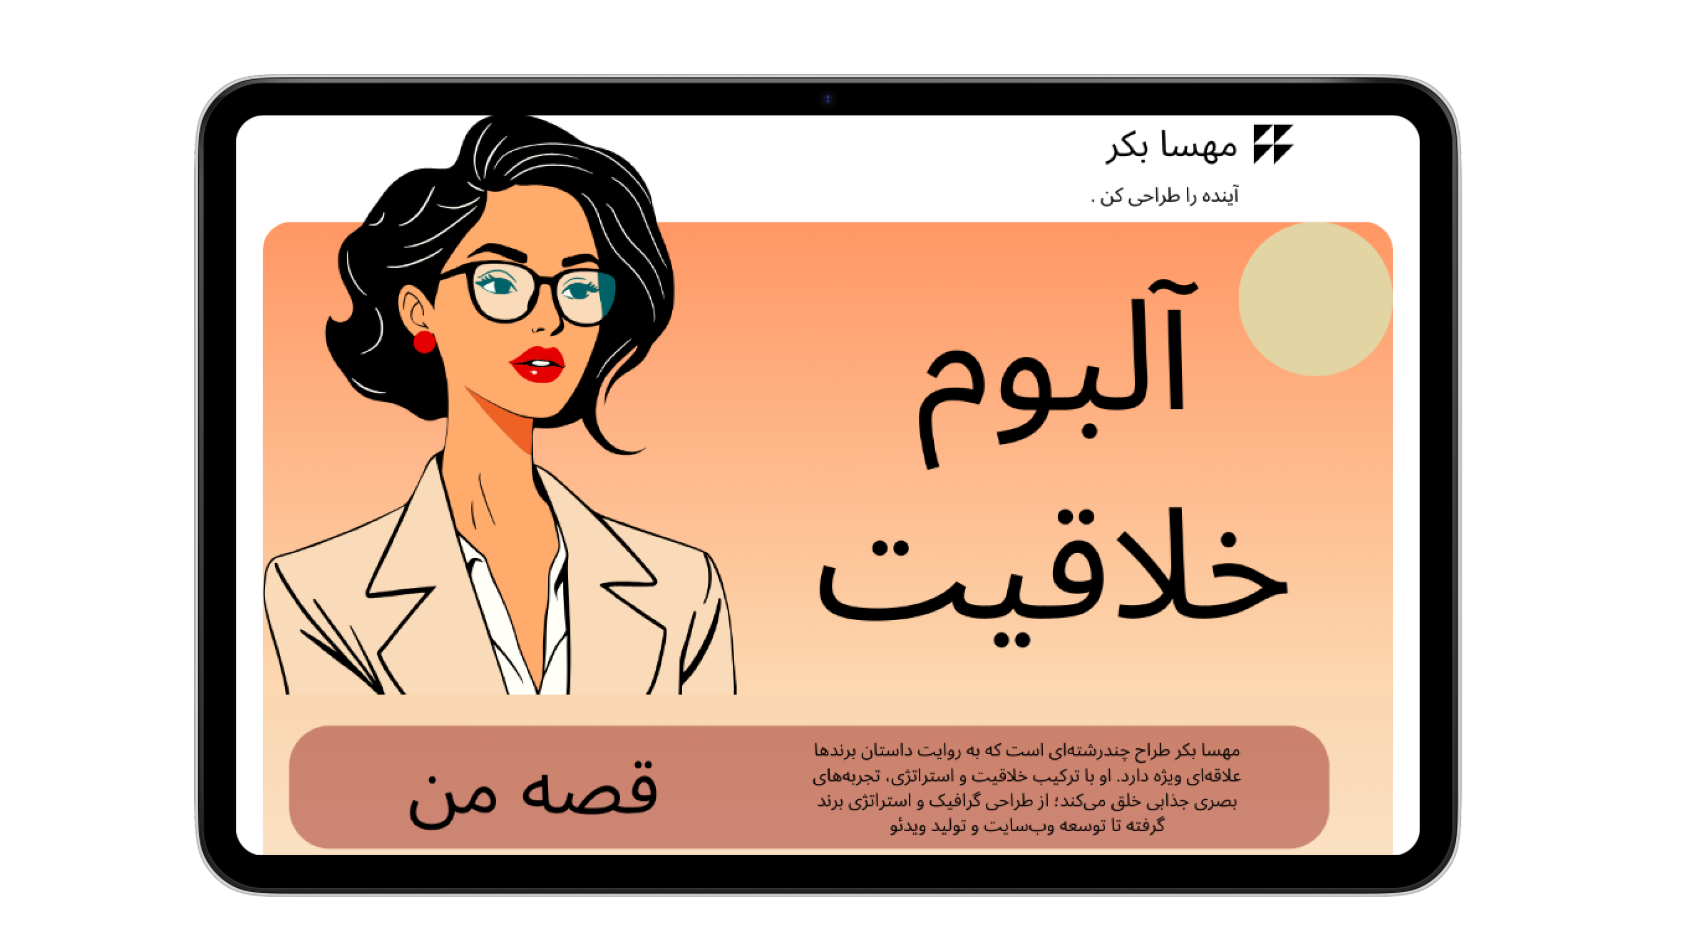 مهسا بکر
آینده را طراحی کن .
آلبوم
خلاقیت
مهسا بکر طراح چندرشته‌ای است که به روایت داستان برندها
علاقه‌ای ویژه دارد. او با ترکیب خلاقیت و استراتژی، تجربه‌های
بصری جذابی خلق می‌کند؛ از طراحی گرافیک و استراتژی برند
گرفته تا توسعه وب‌سایت و تولید ویدئو
قصه من